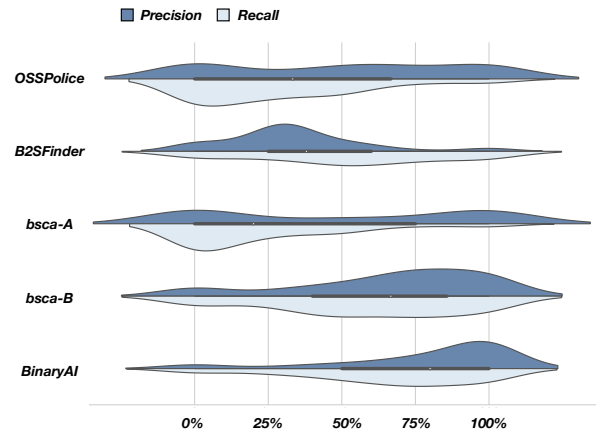 Precision Recall
OSSPolice
B2SFinder
bsca-A
bsca-B
BinaryAI
0% 25% 50% 75% 100%